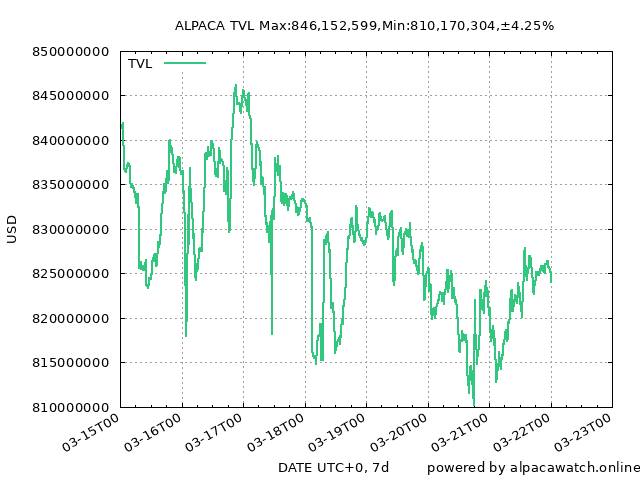 ALPACA TVL Max:846,152,599,Min:810,170,304,±4.25%
850000000
TVL
845000000
840000000
835000000
830000000
USD
825000000
820000000
815000000
810000000
03-15T00 03-16T00 03-17T00 03-18T00 03-19T00 03-20T00 03-21T00 03-22T00 03-23T00
DATE UTC+0, 7d powered by alpacawatch.online